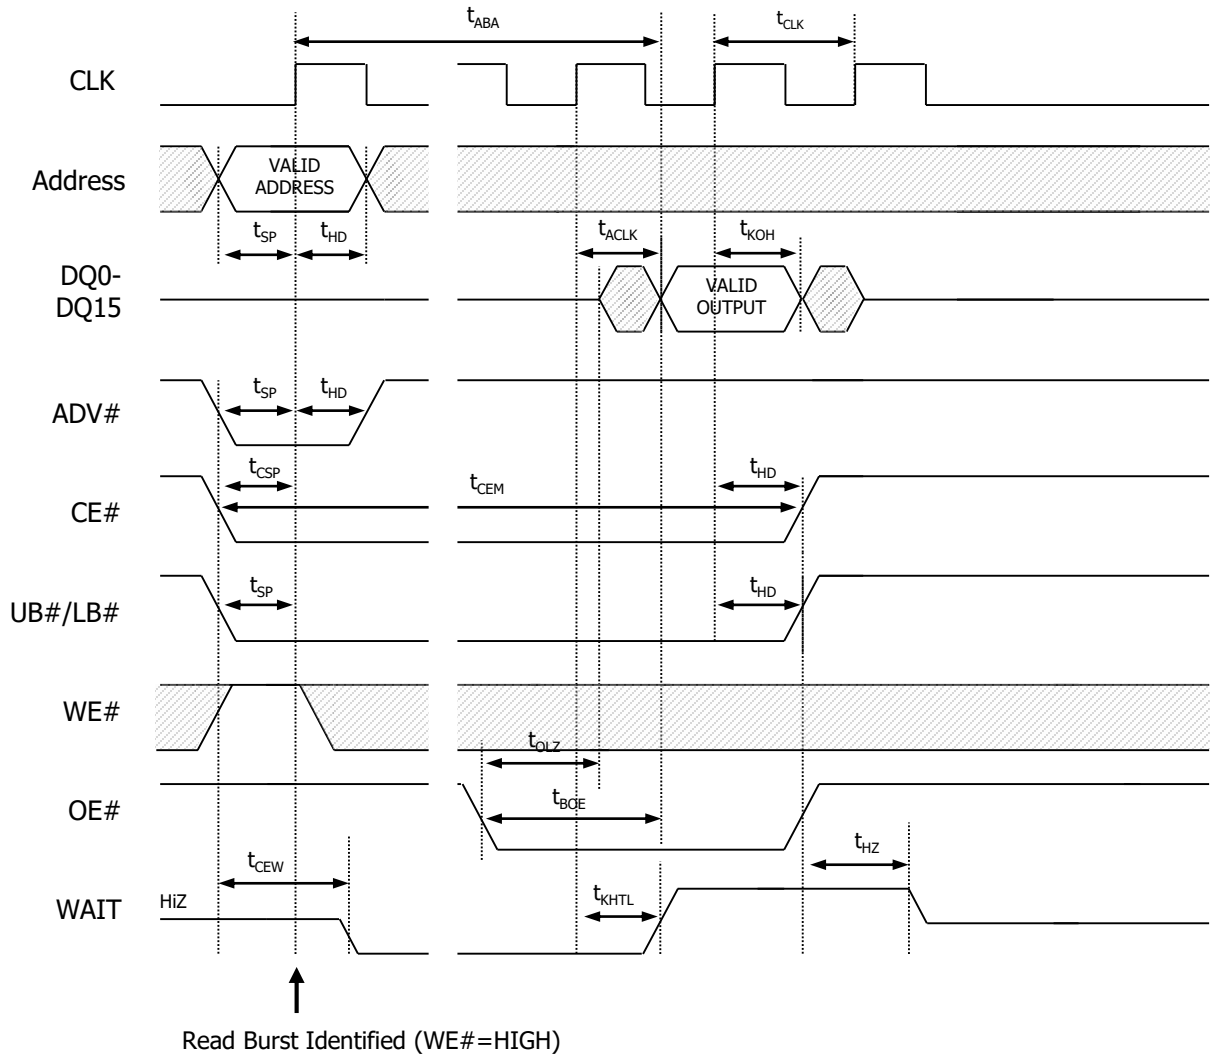 tABA
tCLK
CLK
VALID
ADDRESS
Address
tSP
tHD
tACLK
tKOH
DQ0-
DQ15
VALID
OUTPUT
tSP
tHD
ADV#
tCSP
tHD
tCEM
CE#
tSP
tHD
UB#/LB#
WE#
tOLZ
OE#
tBOE
tHZ
tCEW
HiZ
WAIT
tKHTL
Read Burst Identified (WE#=HIGH)